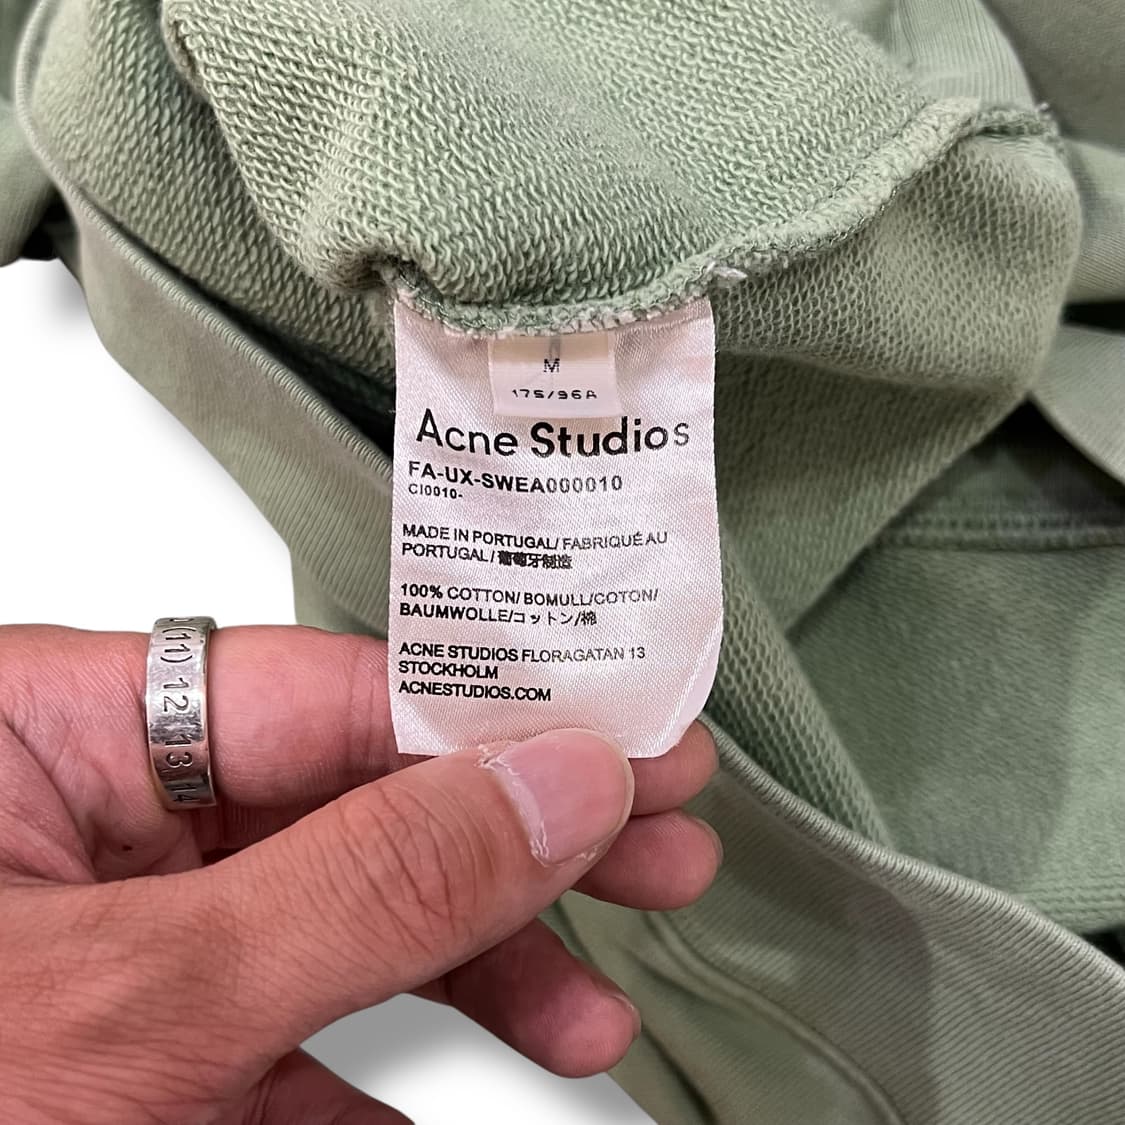 M
175/96A
Acne Studios
FA-UX-SWEA000010
CI0010-
MADE IN PORTUGAL/ FABRIQUÉ AU
PORTUGAL/葡萄牙制造
100% COTTON/ BOMULL/COTON/
BAUMWOLLE/コットン/棉
ACNE STUDIOS FLORAGATAN 13
STOCKHOLM
ACNESTUDIOS.COM
(11) 12 13 14